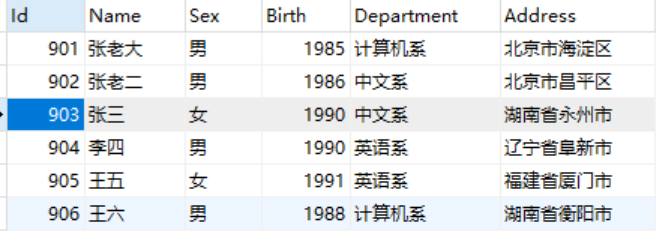 Id Name Sex Birth Department Address
901 张老大 男 1985 计算机系 北京市海淀区
902 张老二 男 1986 中文系 北京市昌平区
903 张三 女 1990 中文系 湖南省永州市
904 李四 男 1990 英语系 辽宁省阜新市
905 王五 女 1991 英语系 福建省厦门市
906 王六 男 1988 计算机系 湖南省衡阳市